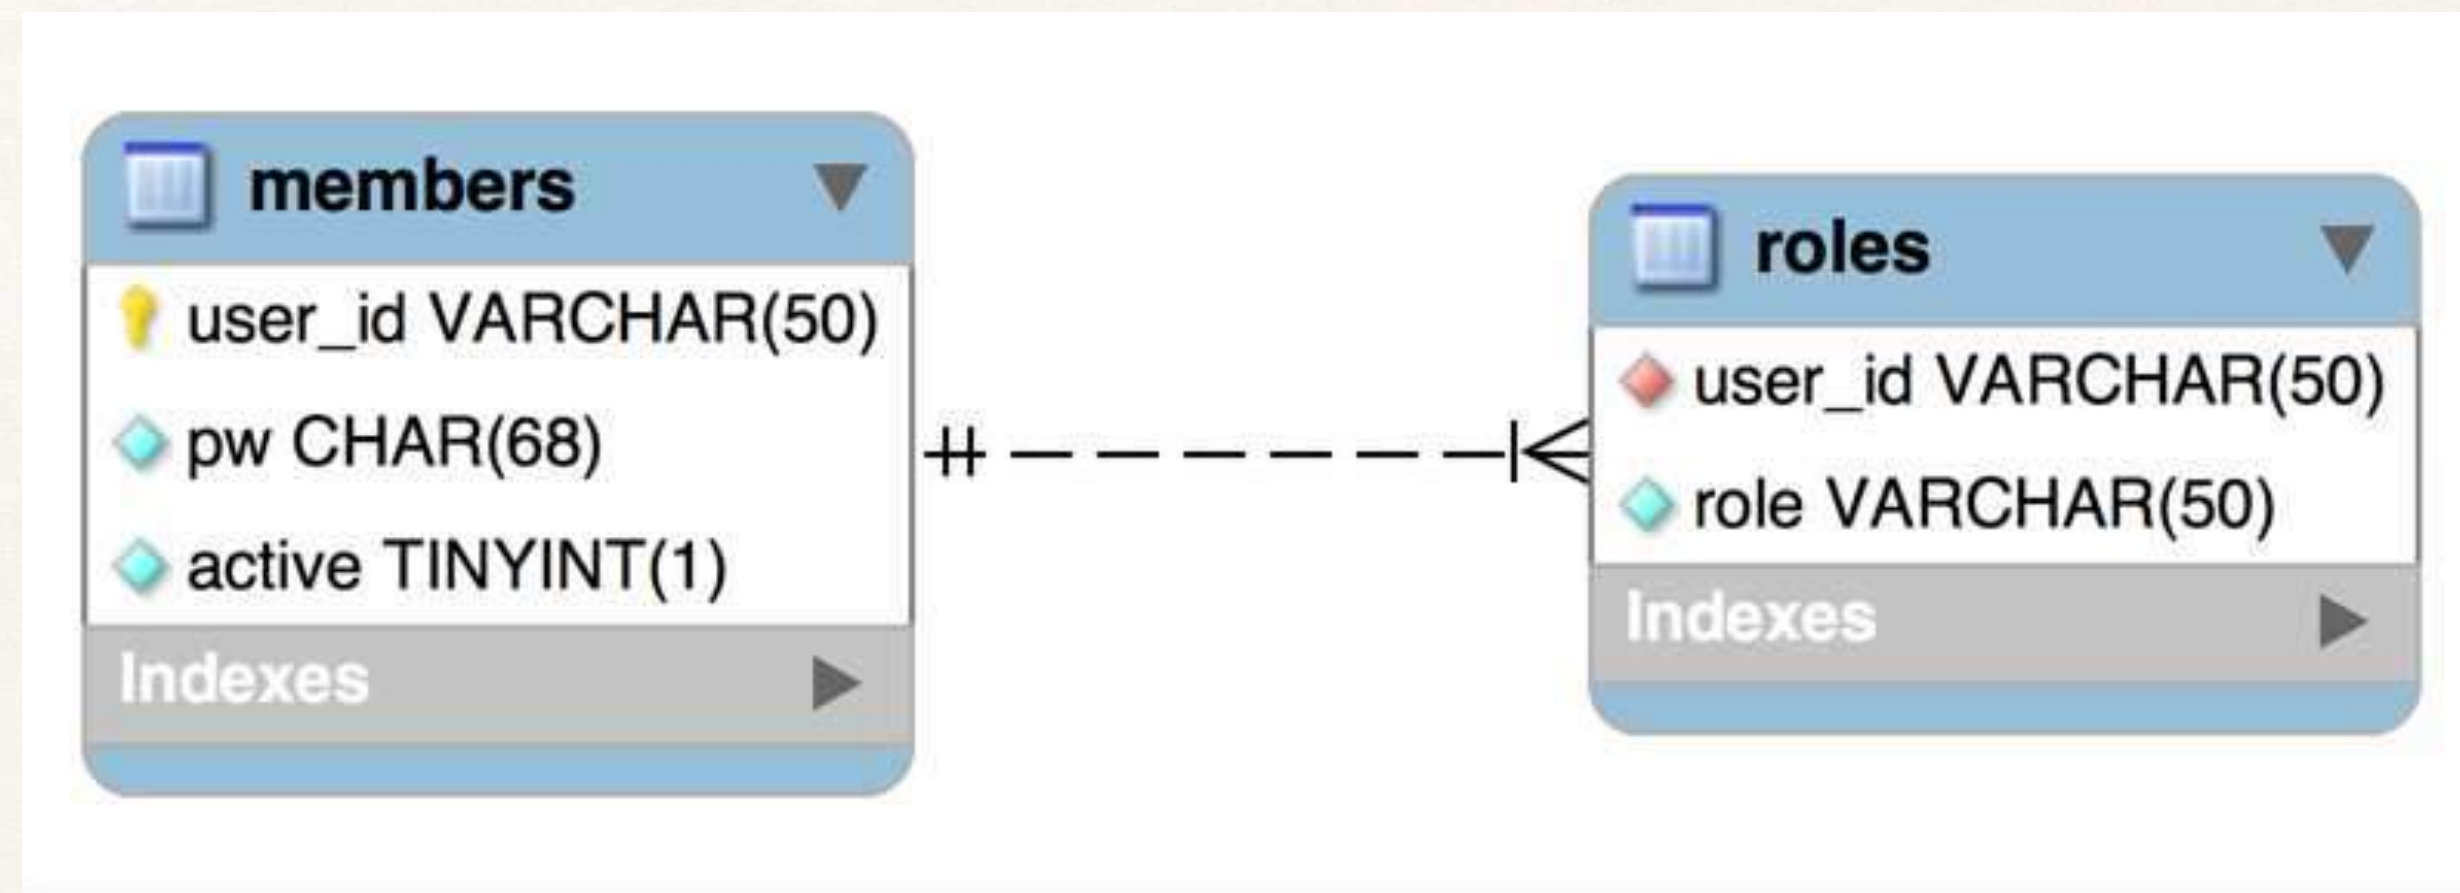 members
user_id VARCHAR(50)
pw CHAR(68)
active TINYINT(1)
Indexes
roles
user_id VARCHAR(50)
role VARCHAR(50)
Indexes